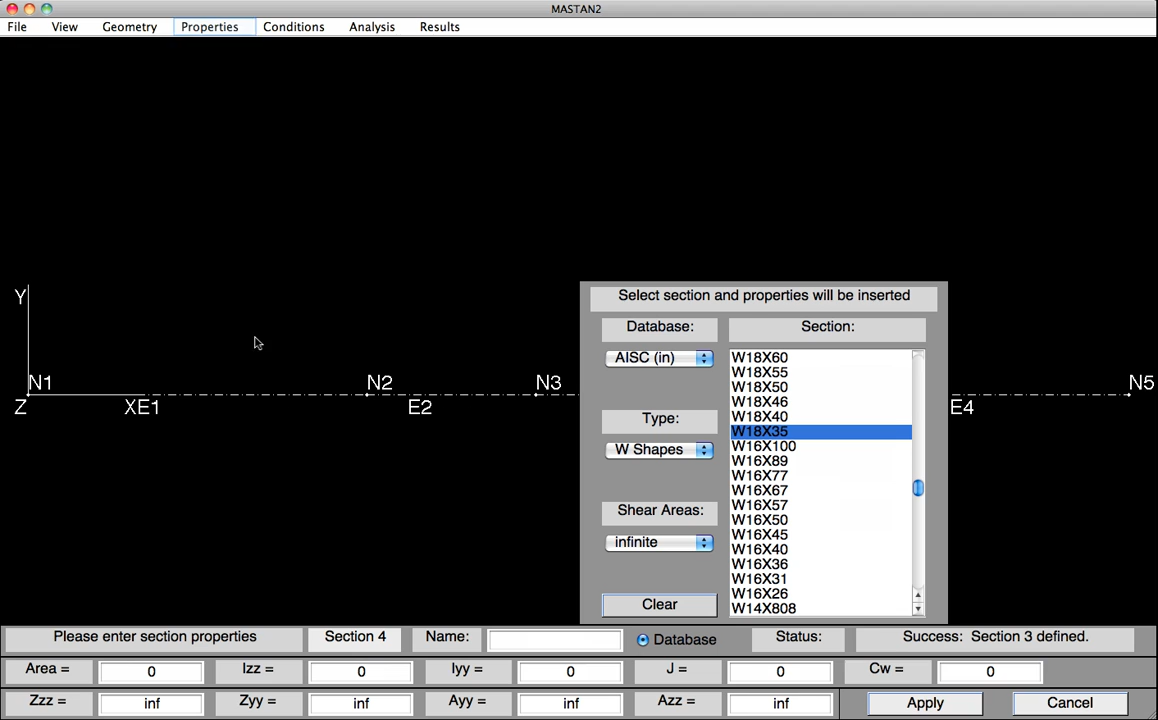 MASTAN2
File View Geometry Properties Conditions Analysis Results
Y
N1 N2 N3 N5
Z XE1 E2 E4
Select section and properties will be inserted
Database: Section:
AISC (in)
Type:
W Shapes
Shear Areas:
infinite
Clear
W18X60
W18X55
W18X50
W18X46
W18X40
W18X35
W16X100
W16X89
W16X77
W16X67
W16X57
W16X50
W16X45
W16X40
W16X36
W16X31
W16X26
W14X808
Please enter section properties Section 4 Name: Database Status: Success: Section 3 defined.
Area = 0 Izz = 0 Iyy = 0 J = 0 Cw = 0
Zzz = inf Zyy = inf Ayy = inf Azz = inf Apply Cancel